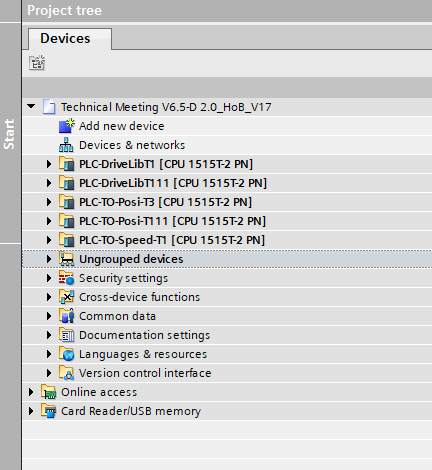 Project tree
Devices
Start
Technical Meeting V6.5-D 2.0_HoB_V17
Add new device
Devices & networks
PLC-DriveLibT1 [CPU 1515T-2 PN]
PLC-DriveLibT111 [CPU 1515T-2 PN]
PLC-TO-Posi-T3 [CPU 1515T-2 PN]
PLC-TO-Posi-T111 [CPU 1515T-2 PN]
PLC-TO-Speed-T1 [CPU 1515T-2 PN]
Ungrouped devices
Security settings
Cross-device functions
Common data
Documentation settings
Languages & resources
Version control interface
Online access
Card Reader/USB memory